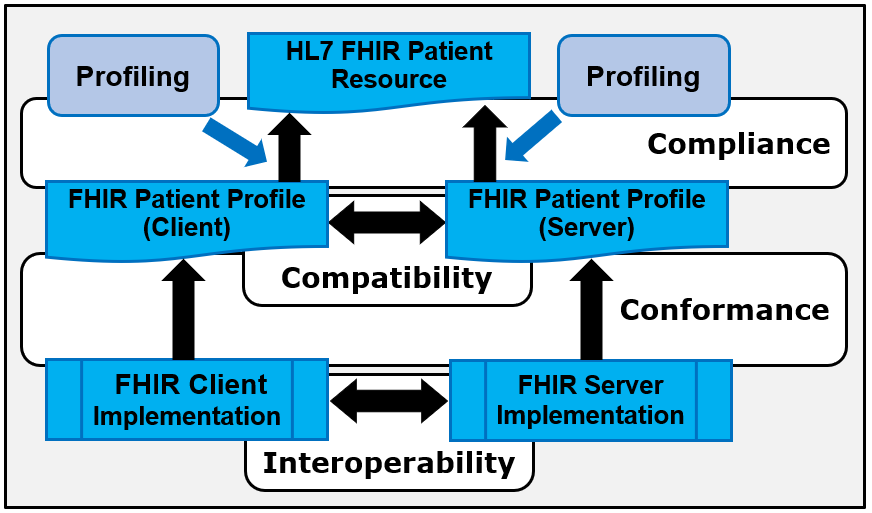 Profiling
HL7 FHIR Patient
Resource
Profiling
Compliance
FHIR Patient Profile
(Client)
FHIR Patient Profile
(Server)
Compatibility
Conformance
FHIR Client
Implementation
FHIR Server
Implementation
Interoperability